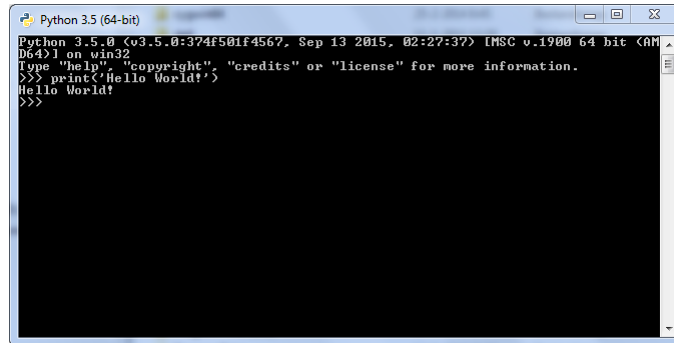 Python 3.5 (64-bit)
Python 3.5.0 (v3.5.0:374f501f4567, Sep 13 2015, 02:27:37) [MSC v.1900 64 bit (AM
D64)] on win32
Type "help", "copyright", "credits" or "license" for more information.
>>> print('Hello World!')
Hello World!
>>>